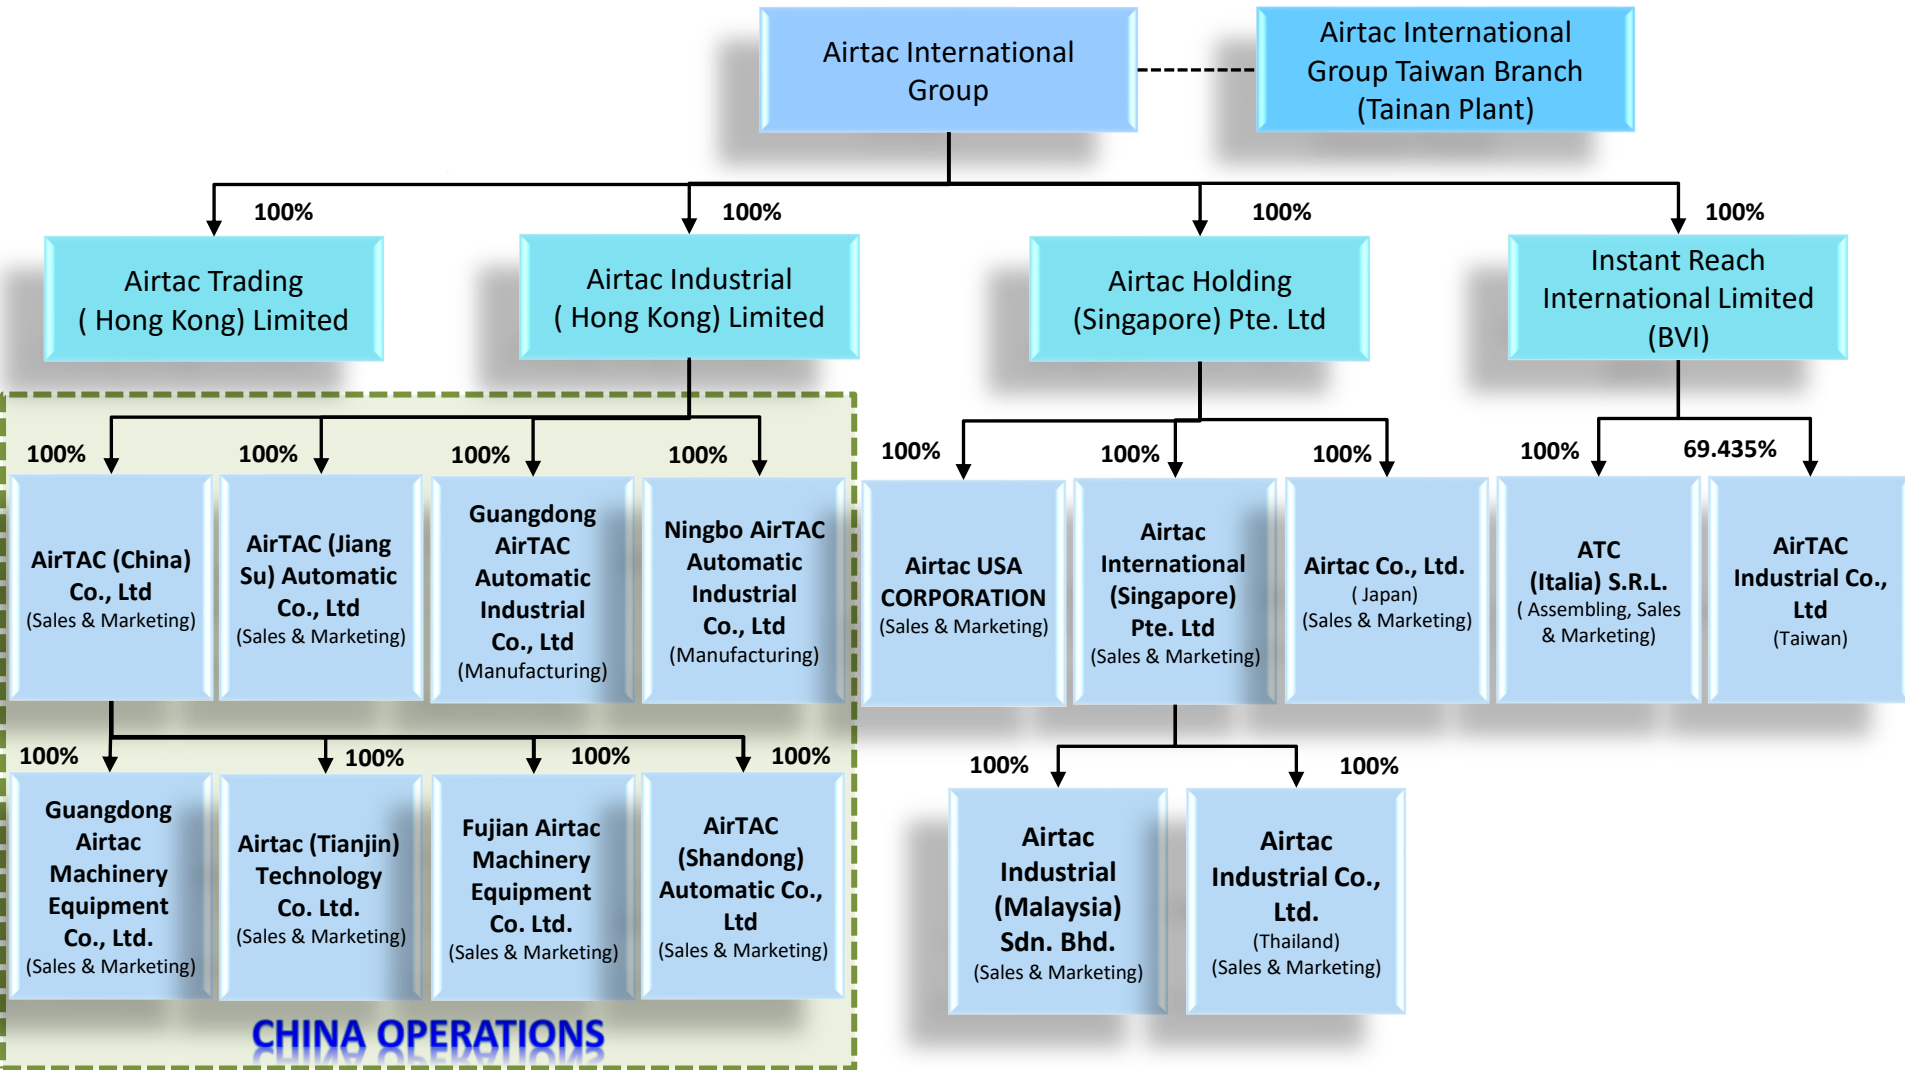 Airtac International
Group
Airtac International
Group Taiwan Branch
(Tainan Plant)
100%
100%
100%
100%
Airtac Trading
( Hong Kong) Limited
Airtac Industrial
( Hong Kong) Limited
Airtac Holding
(Singapore) Pte. Ltd
Instant Reach
International Limited
(BVI)
100%
100%
100%
100%
100%
100%
100%
100%
69.435%
AirTAC (China)
Co., Ltd
(Sales & Marketing)
AirTAC (Jiang
Su) Automatic
Co., Ltd
(Sales & Marketing)
Guangdong
AirTAC
Automatic
Industrial
Co., Ltd
(Manufacturing)
Ningbo AirTAC
Automatic
Industrial
Co., Ltd
(Manufacturing)
Airtac USA
CORPORATION
(Sales & Marketing)
Airtac
International
(Singapore)
Pte. Ltd
(Sales & Marketing)
Airtac Co., Ltd.
( Japan)
(Sales & Marketing)
ATC
(Italia) S.R.L.
( Assembling, Sales
& Marketing)
AirTAC
Industrial Co.,
Ltd
(Taiwan)
100%
100%
100%
100%
100%
100%
Guangdong
Airtac
Machinery
Equipment
Co., Ltd.
(Sales & Marketing)
Airtac (Tianjin)
Technology
Co. Ltd.
(Sales & Marketing)
Fujian Airtac
Machinery
Equipment
Co. Ltd.
(Sales & Marketing)
AirTAC
(Shandong)
Automatic Co.,
Ltd
(Sales & Marketing)
Airtac
Industrial
(Malaysia)
Sdn. Bhd.
(Sales & Marketing)
Airtac
Industrial Co.,
Ltd.
(Thailand)
(Sales & Marketing)
CHINA OPERATIONS